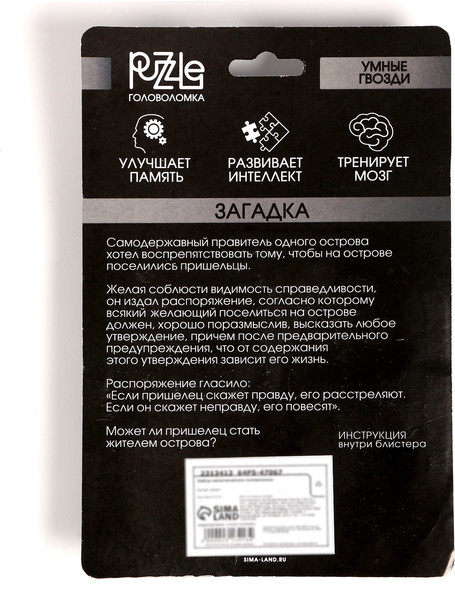 PUZZLE
ГОЛОВОЛОМКА
УМНЫЕ
ГВОЗДИ
УЛУЧШАЕТ
ПАМЯТЬ
РАЗВИВАЕТ
ИНТЕЛЛЕКТ
ТРЕНИРУЕТ
МОЗГ
ЗАГАДКА
Самодержавный правитель одного острова
хотел воспрепятствовать тому, чтобы на острове
поселились пришельцы.
Желая соблюсти видимость справедливости,
он издал распоряжение, согласно которому
всякий желающий поселиться на острове
должен, хорошо поразмыслив, высказать любое
утверждение, причем после предварительного
предупреждения, что от содержания
этого утверждения зависит его жизнь.
Распоряжение гласило:
«Если пришелец скажет правду, его расстреляют.
Если он скажет неправду, его повесят».
Может ли пришелец стать
жителем острова?
ИНСТРУКЦИЯ
внутри блистера
SIMA
LAND
SIMA-LAND.RU